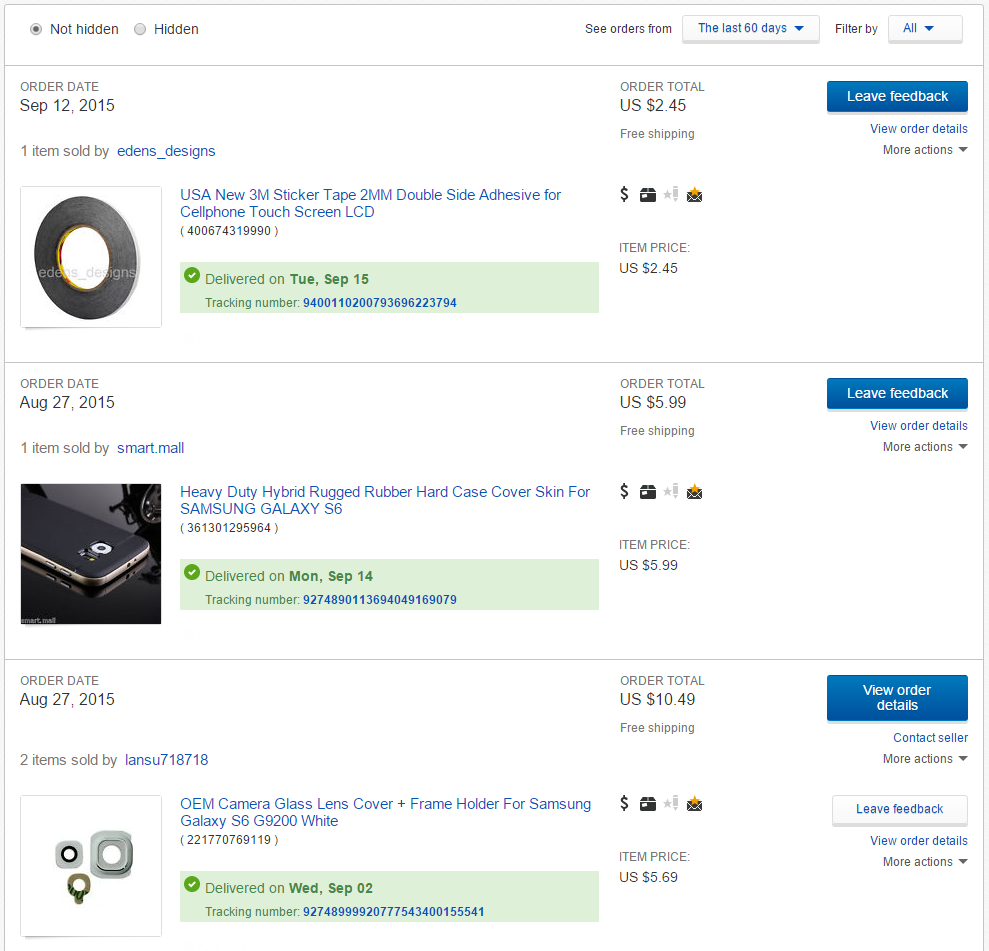 Not hidden Hidden See orders from The last 60 days Filter by All
ORDER DATE ORDER TOTAL Leave feedback
Sep 12, 2015 US $2.45
Free shipping View order details
More actions
1 item sold by edens_designs
USA New 3M Sticker Tape 2MM Double Side Adhesive for
Cellphone Touch Screen LCD
( 400674319990 )
ITEM PRICE:
US $2.45
edens_designs
Delivered on Tue, Sep 15
Tracking number: 9400110200793696223794
ORDER DATE ORDER TOTAL Leave feedback
Aug 27, 2015 US $5.99
Free shipping View order details
More actions
1 item sold by smart.mall
Heavy Duty Hybrid Rugged Rubber Hard Case Cover Skin For
SAMSUNG GALAXY S6
( 361301295964 )
ITEM PRICE:
US $5.99
Delivered on Mon, Sep 14
Tracking number: 9274890113694049169079
smart.mall
ORDER DATE ORDER TOTAL View order
Aug 27, 2015 US $10.49 details
Free shipping Contact seller
2 items sold by lansu718718 More actions
OEM Camera Glass Lens Cover + Frame Holder For Samsung Leave feedback
Galaxy S6 G9200 White
( 221770769119 ) View order details
ITEM PRICE: More actions
US $5.69
Delivered on Wed, Sep 02
Tracking number: 92748999920777543400155541